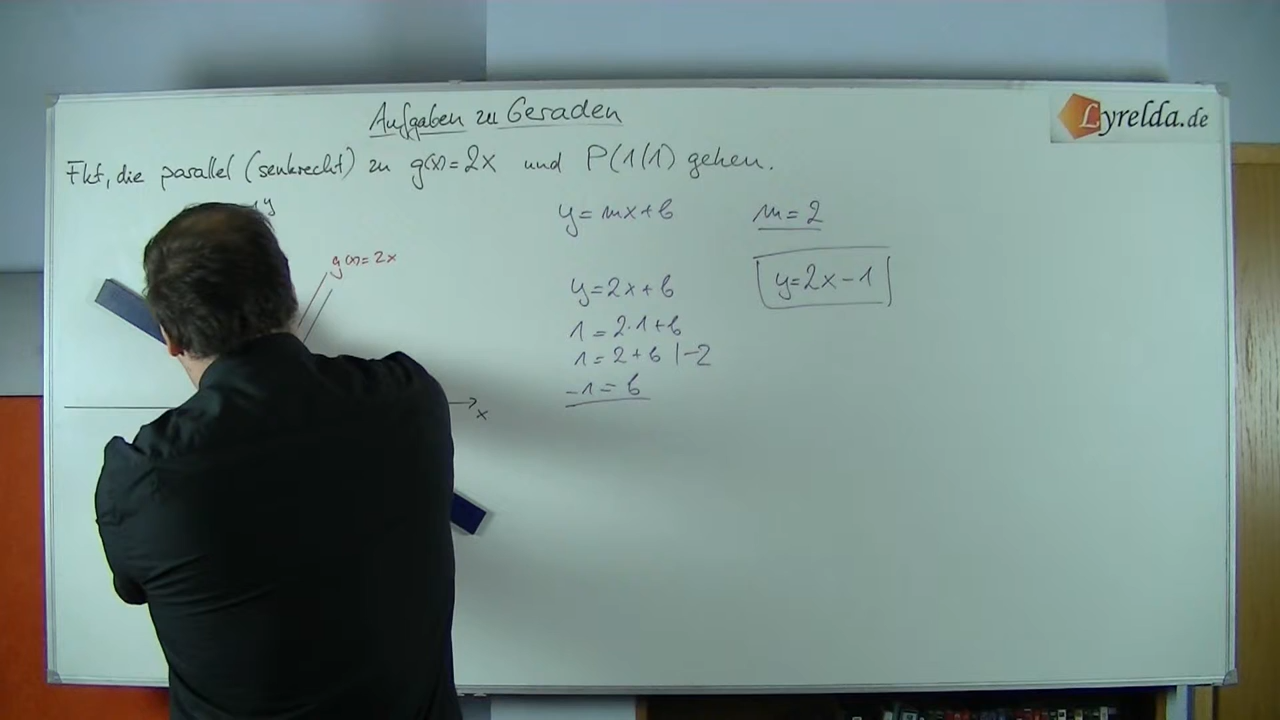 Aufgaben zu Geraden
Lyrelda.de
Fkt, die parallel (senkrecht) zu g(x)=2x und P(1/1) gehen.
y
g(x)=2x
x
y=mx+b
m=2
y=2x+b
y=2x-1
1=2·1+b
1=2+b |-2
-1=b